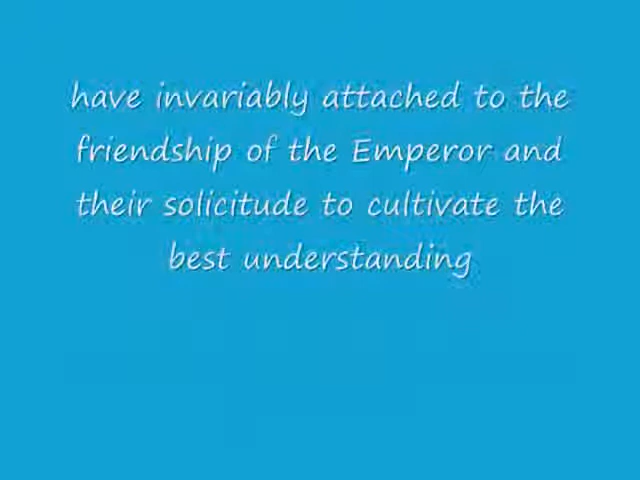 have invariably attached to the
friendship of the Emperor and
their solicitude to cultivate the
best understanding